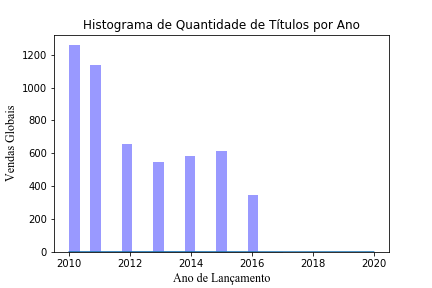 Histograma de Quantidade de Títulos por Ano
1200
1000
800
600
400
200
0
Vendas Globais
2010 2012 2014 2016 2018 2020
Ano de Lançamento